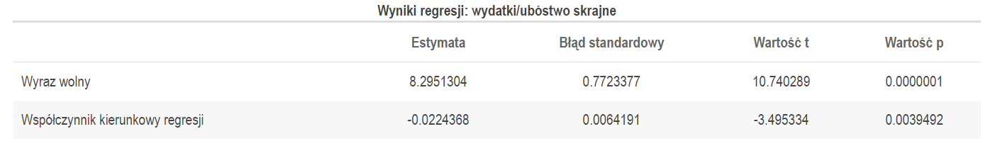 Wyniki regresji: wydatki/ubóstwo skrajne
Estymata Błąd standardowy Wartość t Wartość p
Wyraz wolny 8.2951304 0.7723377 10.740289 0.0000001
Współczynnik kierunkowy regresji -0.0224368 0.0064191 -3.495334 0.0039492